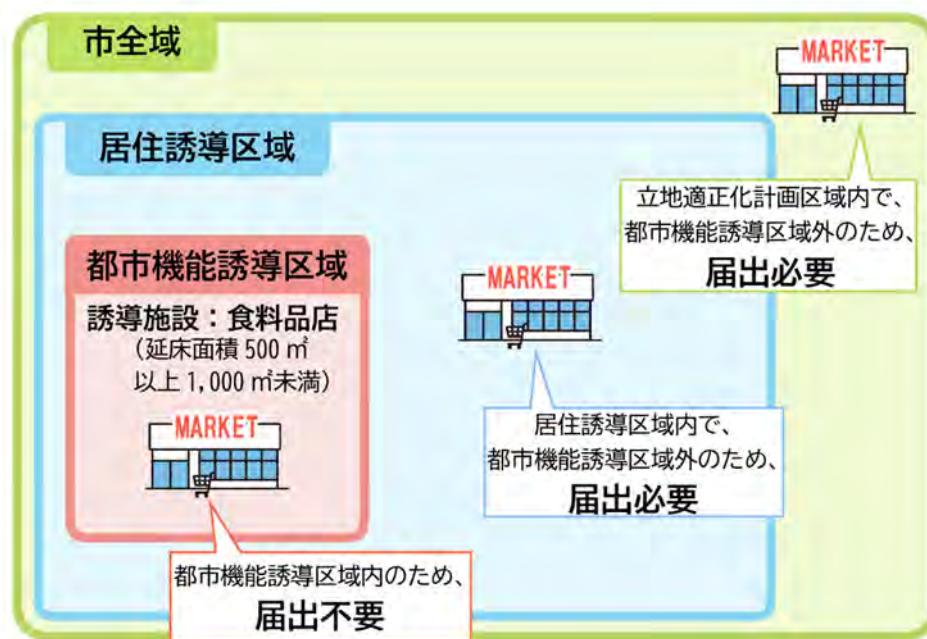 市全域
MARKET
立地適正化計画区域内で、
都市機能誘導区域外のため、
届出必要
居住誘導区域
MARKET
居住誘導区域内で、
都市機能誘導区域外のため、
届出必要
都市機能誘導区域
誘導施設：食料品店
（延床面積 500 ㎡
以上 1,000 ㎡未満）
MARKET
都市機能誘導区域内のため、
届出不要